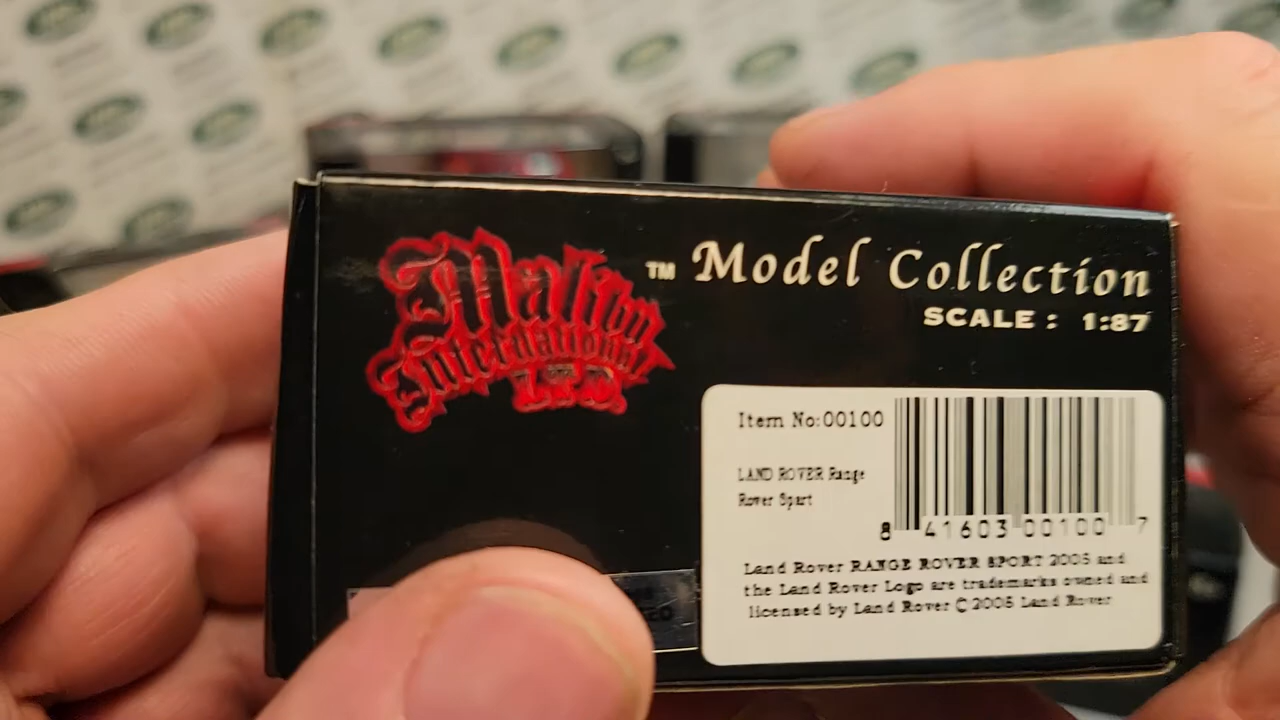 Malibu
International
LTD.
TM Model Collection
SCALE: 1:87
Item No:00100
LAND ROVER Range
Rover Sport
8 41603 00100 7
Land Rover RANGE ROVER SPORT 2005 and
the Land Rover Logo are trademarks owned and
licensed by Land Rover © 2005 Land Rover